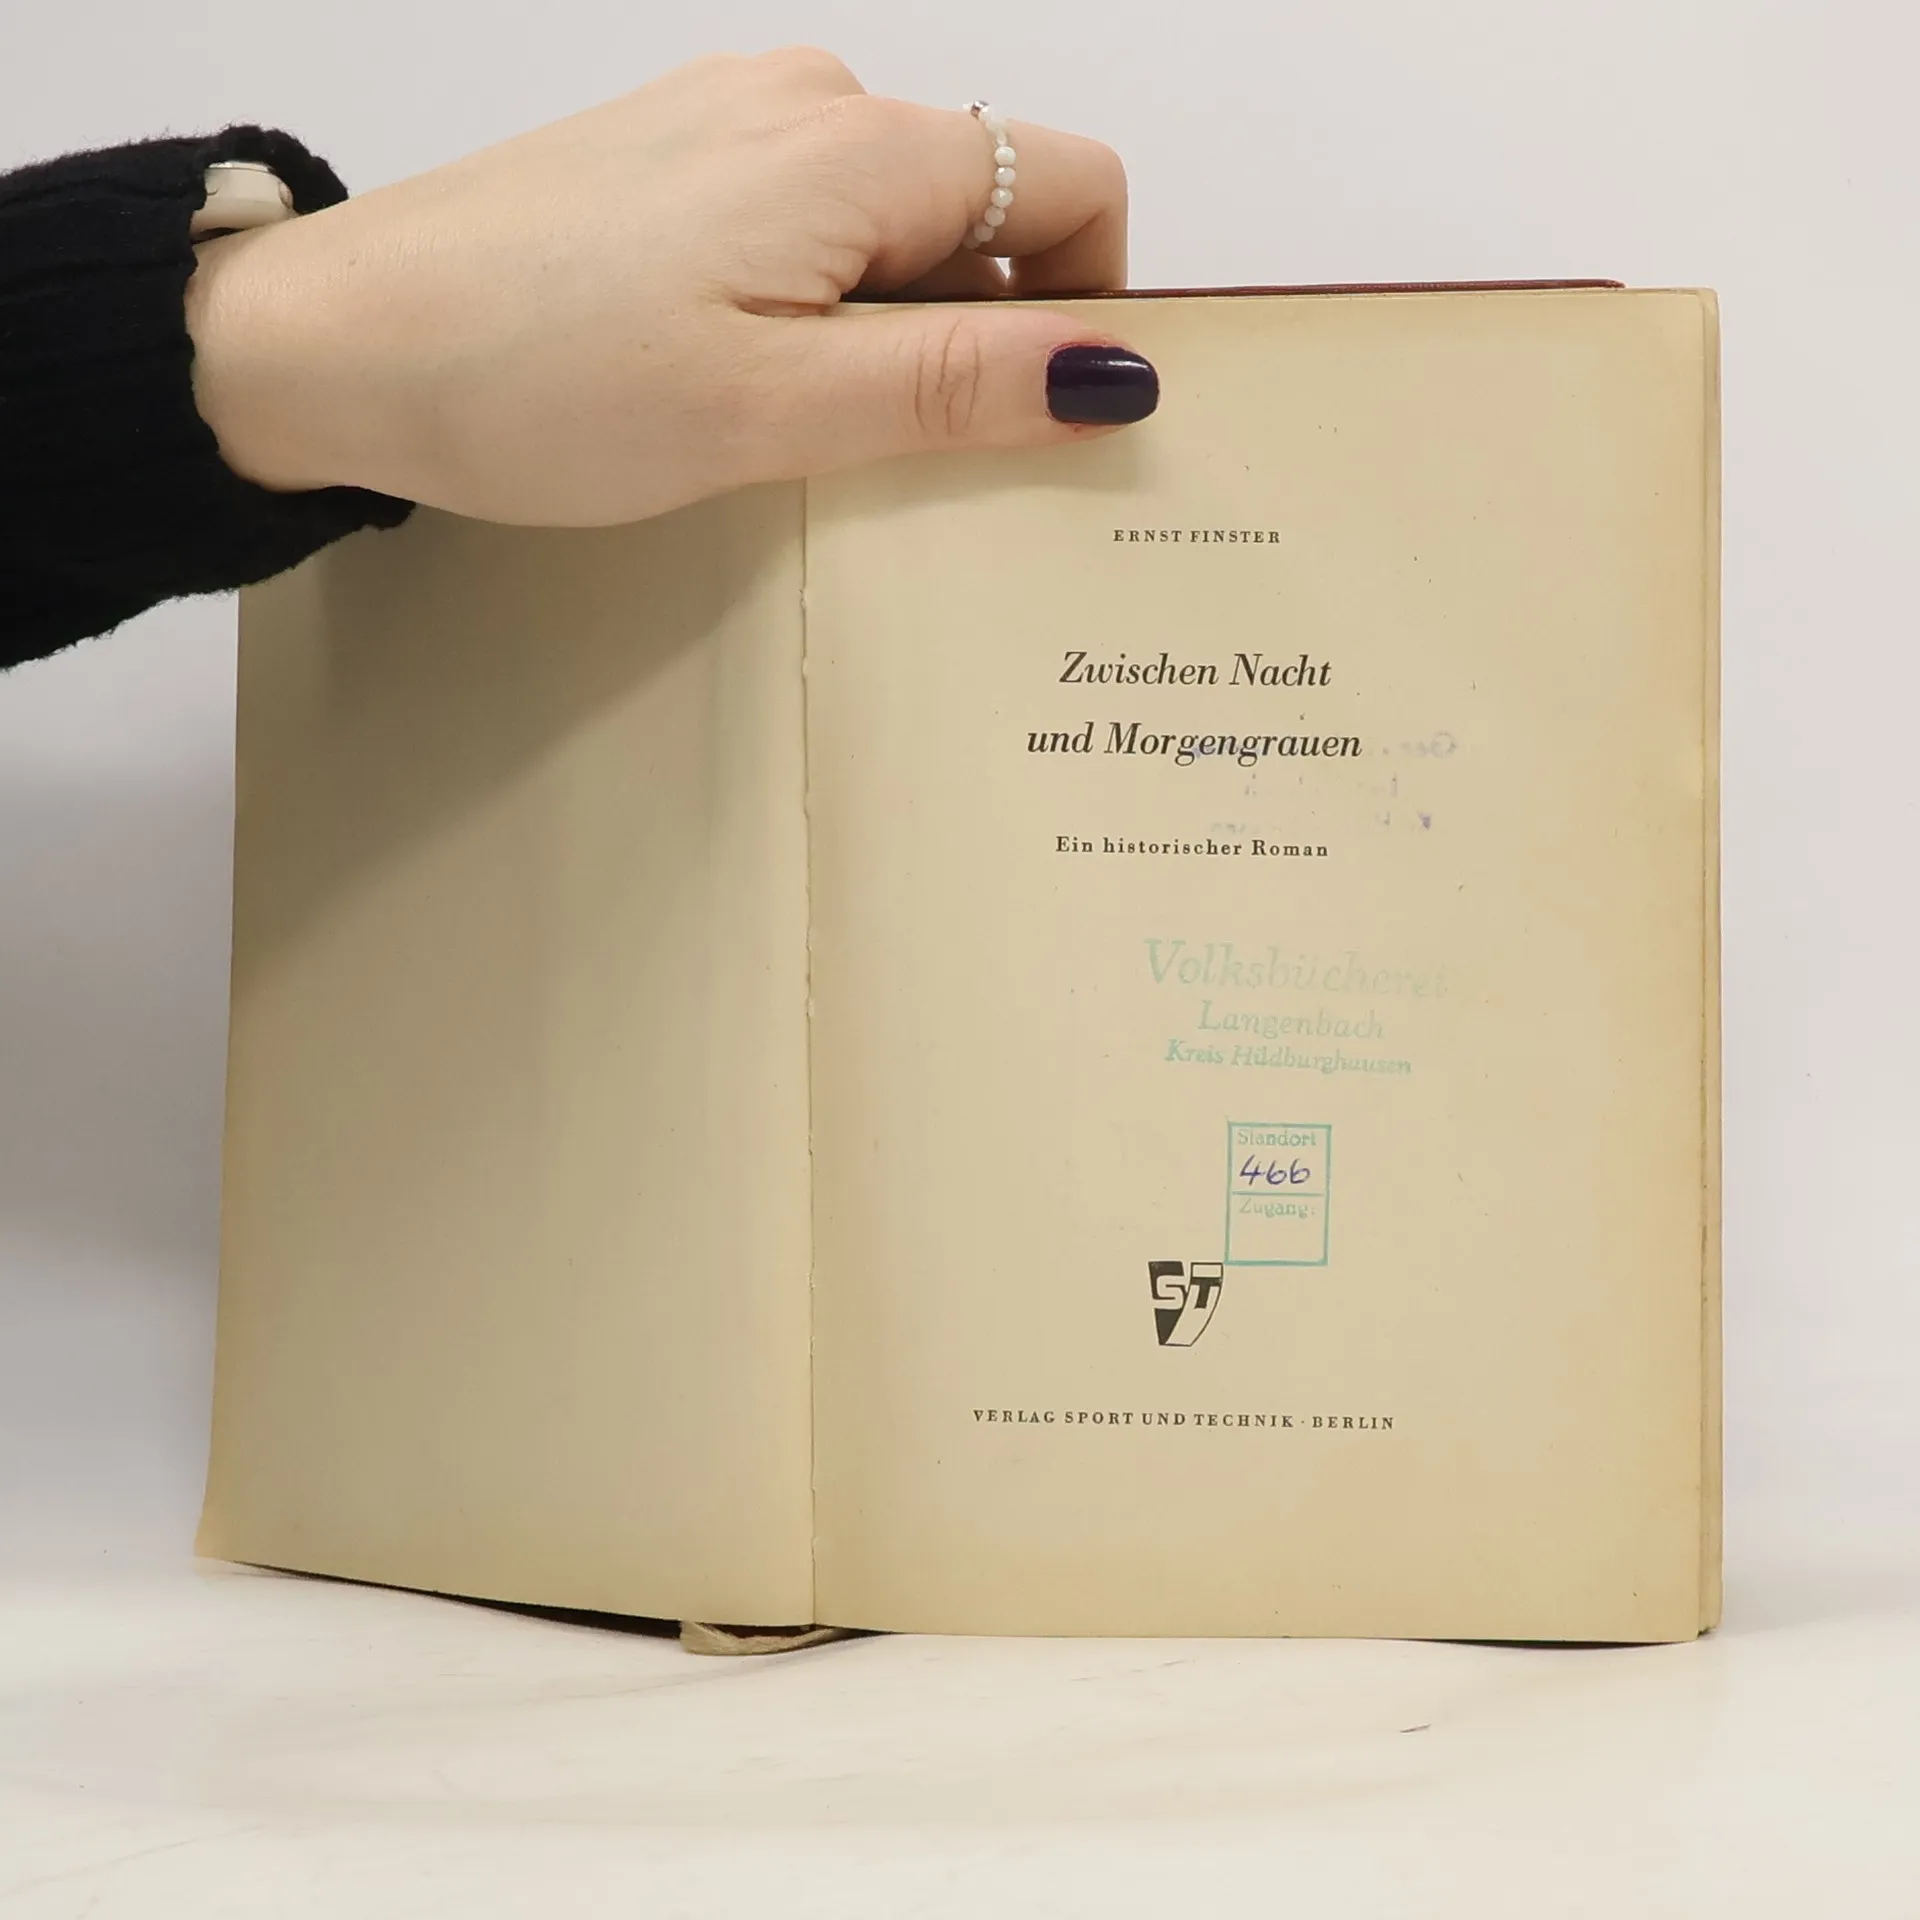 ERNST FINSTER
Zwischen Nacht
und Morgengrauen
Ein historischer Roman
Volksbücherei
Langenbach
Kreis Hildburghausen
Standort
466
Zugang:
ST
VERLAG SPORT UND TECHNIK · BERLIN